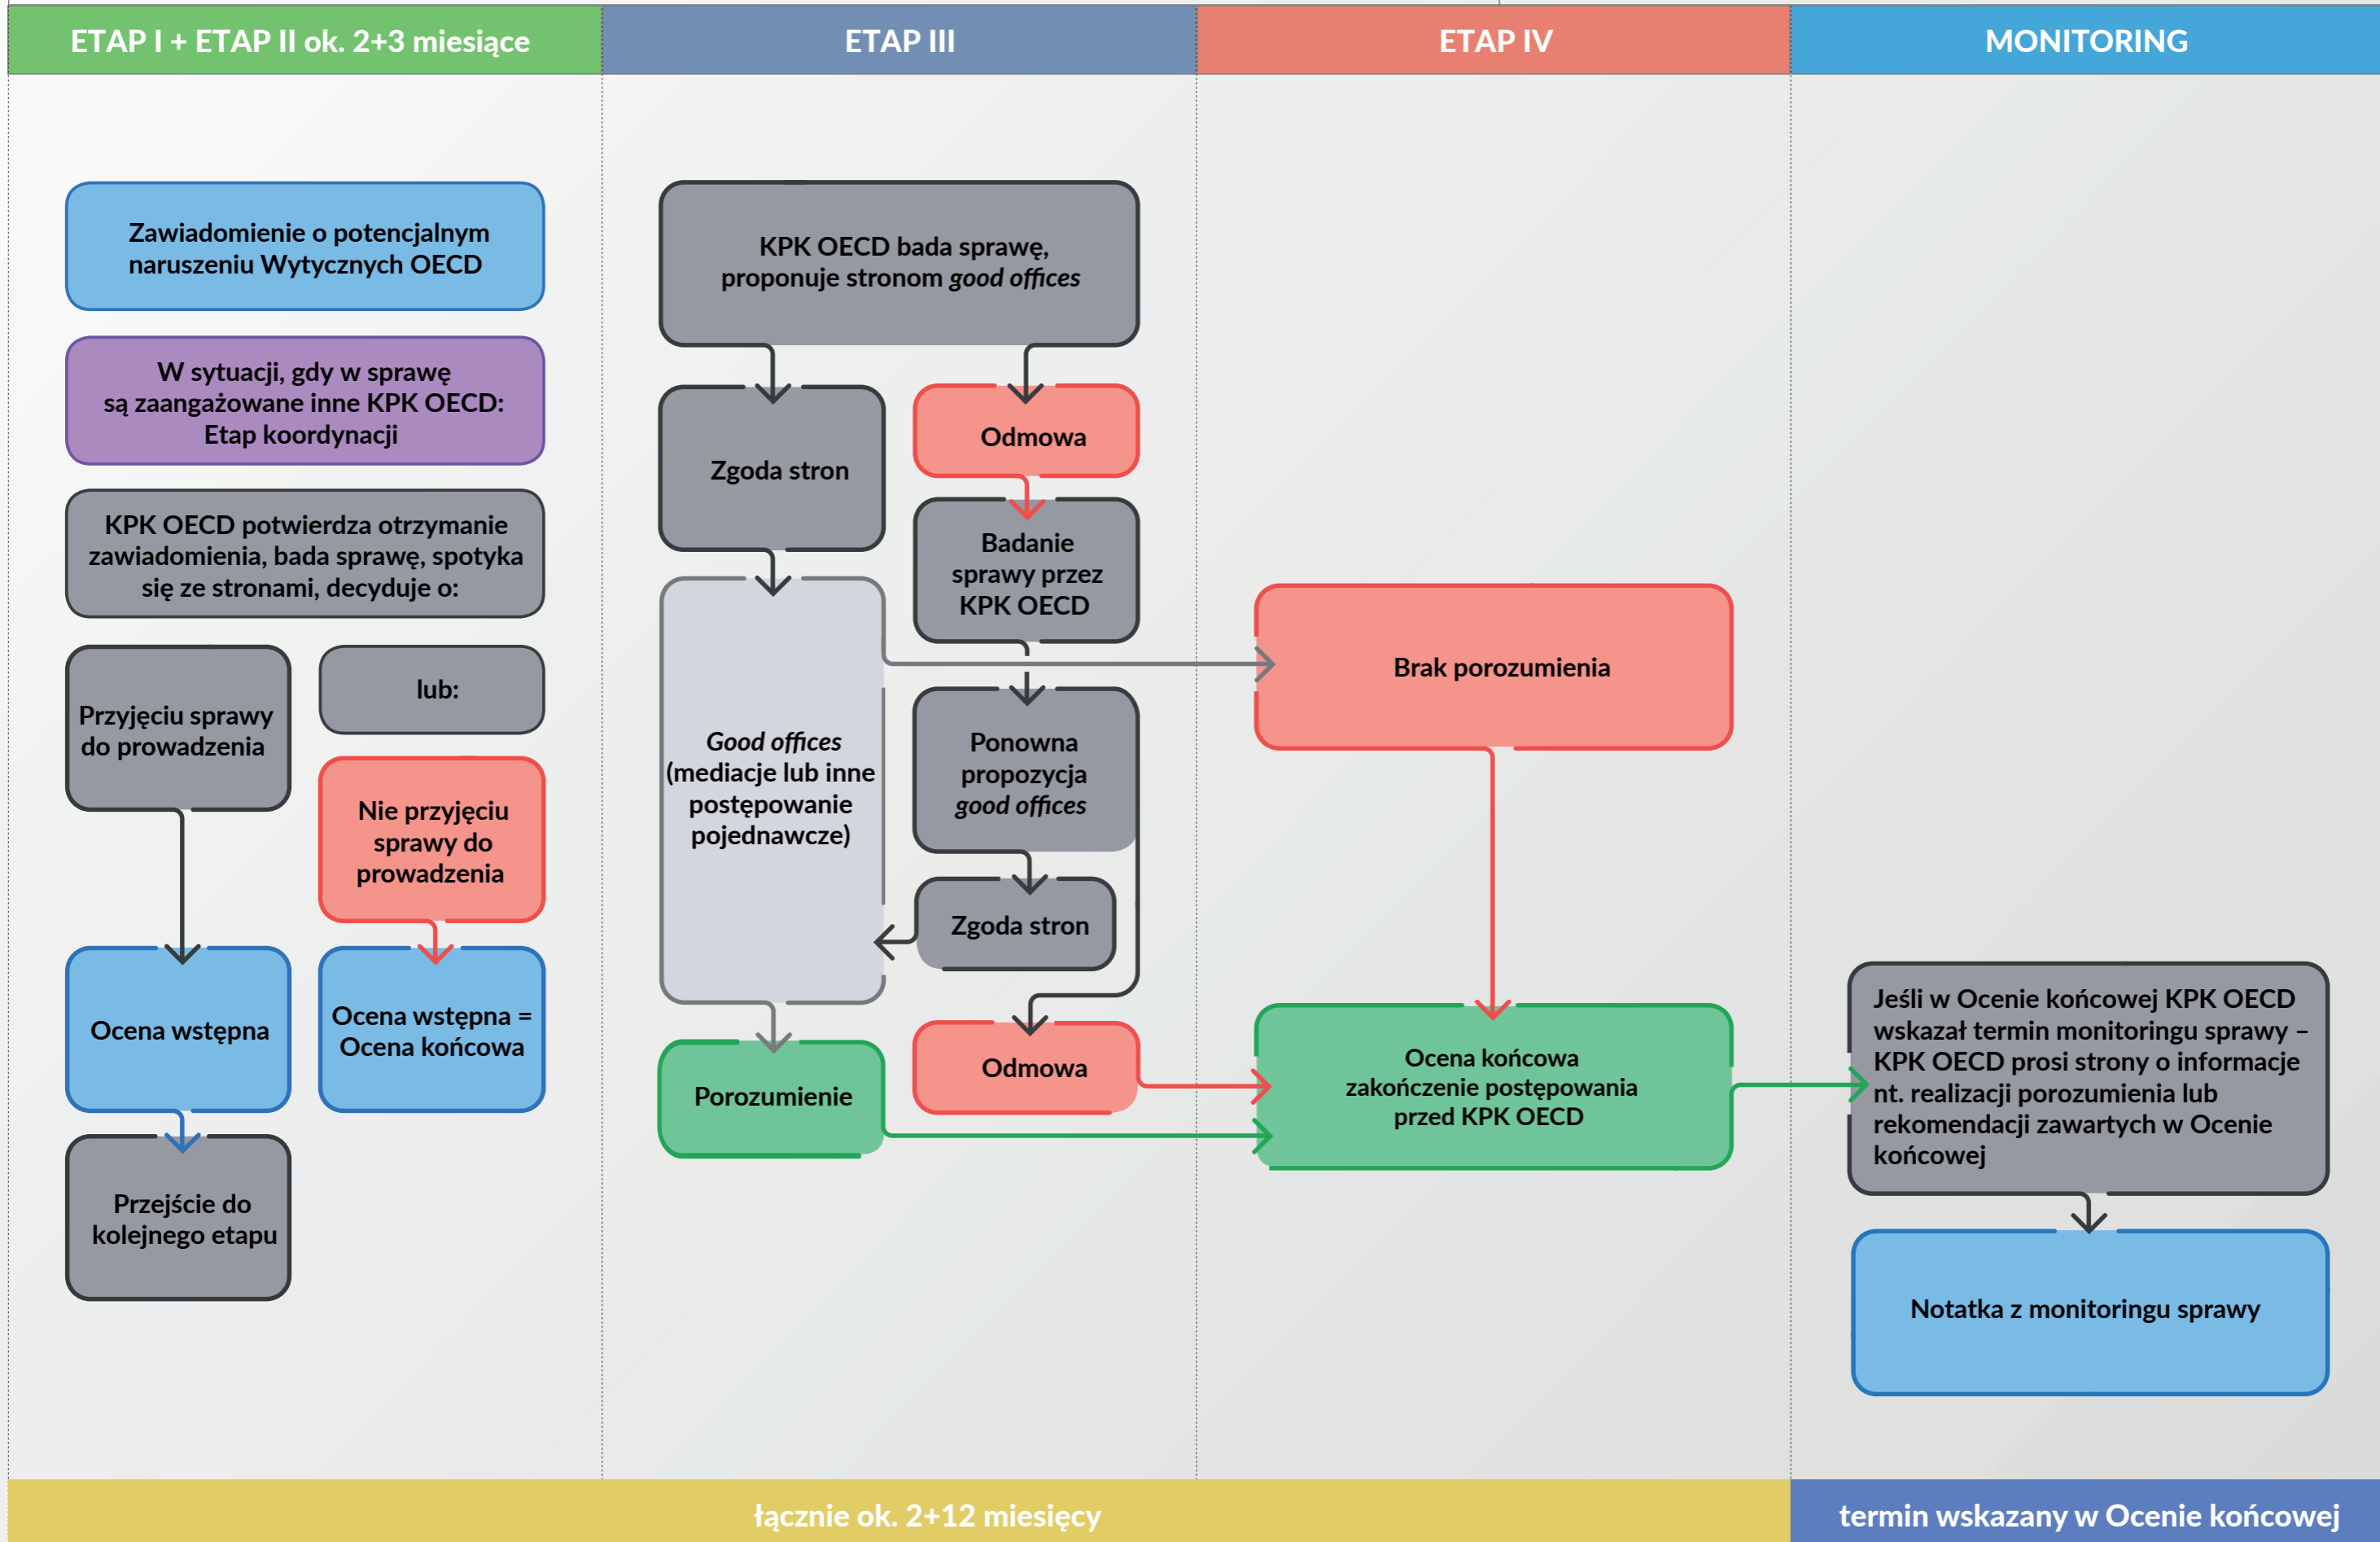 ETAP I + ETAP II ok. 2+3 miesiące
ETAP III
ETAP IV
MONITORING
Zawiadomienie o potencjalnym
naruszeniu Wytycznych OECD
W sytuacji, gdy w sprawę
są zaangażowane inne KPK OECD:
Etap koordynacji
KPK OECD potwierdza otrzymanie
zawiadomienia, bada sprawę, spotyka
się ze stronami, decyduje o:
Przyjęciu sprawy
do prowadzenia
lub:
Nie przyjęciu
sprawy do
prowadzenia
Ocena wstępna
Ocena wstępna =
Ocena końcowa
Przejście do
kolejnego etapu
KPK OECD bada sprawę,
proponuje stronom good offices
Zgoda stron
Odmowa
Badanie
sprawy przez
KPK OECD
Good offices
(mediacje lub inne
postępowanie
pojednawcze)
Ponowna
propozycja
good offices
Zgoda stron
Porozumienie
Odmowa
Brak porozumienia
Ocena końcowa
zakończenie postępowania
przed KPK OECD
Jeśli w Ocenie końcowej KPK OECD
wskazał termin monitoringu sprawy –
KPK OECD prosi strony o informacje
nt. realizacji porozumienia lub
rekomendacji zawartych w Ocenie
końcowej
Notatka z monitoringu sprawy
łącznie ok. 2+12 miesięcy
termin wskazany w Ocenie końcowej